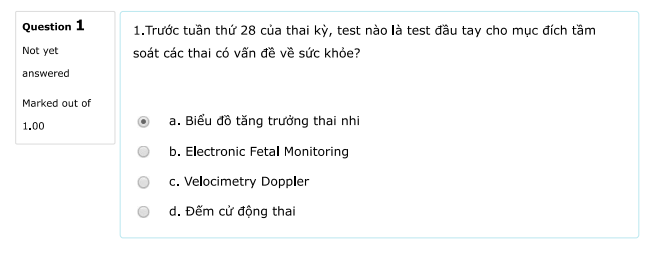 Question 1
Not yet
answered
Marked out of
1.00
1.Trước tuần thứ 28 của thai kỳ, test nào là test đầu tay cho mục đích tầm
soát các thai có vấn đề về sức khỏe?
a. Biểu đồ tăng trưởng thai nhi
b. Electronic Fetal Monitoring
c. Velocimetry Doppler
d. Đếm cử động thai